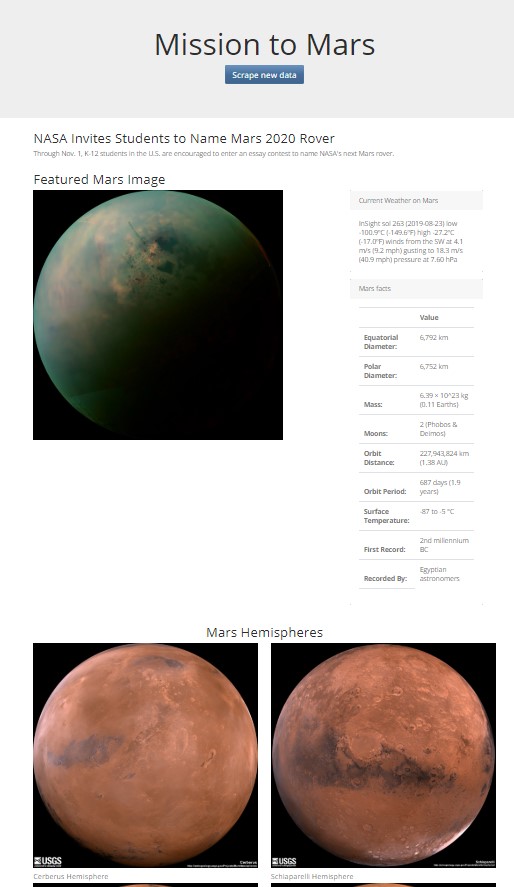 Mission to Mars
Scrape new data
NASA Invites Students to Name Mars 2020 Rover
Through Nov. 1, K-12 students in the U.S. are encouraged to enter an essay contest to name NASA's next Mars rover.
Featured Mars Image
Current Weather on Mars
InSight sol 263 (2019-08-23) low
-100.9ºC (-149.6ºF) high -27.2ºC
(-17.0ºF) winds from the SW at 4.1
m/s (9.2 mph) gusting to 18.3 m/s
(40.9 mph) pressure at 7.60 hPa
Mars facts
Value
Equatorial Diameter: 6,792 km
Polar Diameter: 6,752 km
Mass: 6.39 × 10^23 kg (0.11 Earths)
Moons: 2 (Phobos & Deimos)
Orbit Distance: 227,943,824 km (1.38 AU)
Orbit Period: 687 days (1.9 years)
Surface Temperature: -87 to -5 °C
First Record: 2nd millennium BC
Recorded By: Egyptian astronomers
Mars Hemispheres
USGS
Cerberus
USGS
Schiaparelli
Cerberus Hemisphere
Schiaparelli Hemisphere